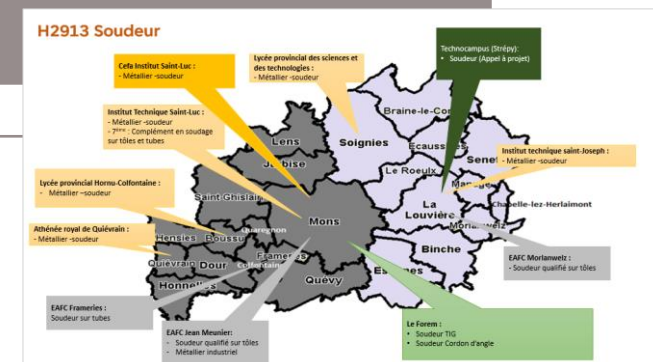 H2913 Soudeur
Cefa Institut Saint-Luc :
- Métallier -soudeur
Lycée provincial des sciences et
des technologies :
- Métallier -soudeur
Technocampus (Strépy):
• Soudeur (Appel à projet)
Institut Technique Saint-Luc :
- Métallier -soudeur
- 7ème : Complément en soudage
sur tôles et tubes
Institut technique saint-Joseph :
- Métallier -soudeur
Lycée provincial Hornu-Colfontaine :
- Métallier –soudeur
Athénée royal de Quiévrain :
- Métallier -soudeur
Braine-le-Co
Lens
Soignies
Ecauss
Senef
Jurbise
Le Roeulx
Manage
Saint Ghislain
La
Louvière
Chapelle-lez-Herlaimont
Mons
Morlanwelz
Quaregnon
Hensies
Boussu
Binche
Frameries
Quiévrain
Dour
Colfontaine
Honnelles
Quévy
Es
nes
EAFC Morlanwelz :
- Soudeur qualifié sur tôles
EAFC Frameries :
Soudeur sur tubes
EAFC Jean Meunier:
- Soudeur qualifié sur tôles
- Métallier industriel
Le Forem :
• Soudeur TIG
• Soudeur Cordon d'angle